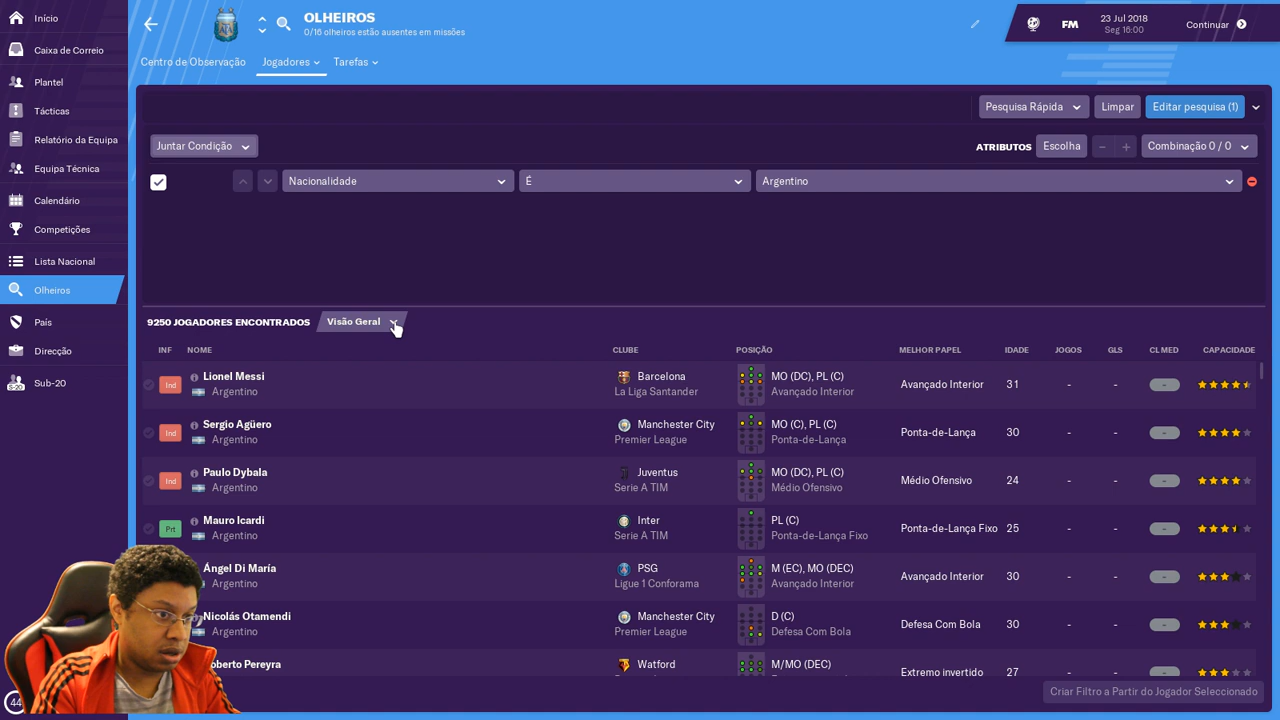 Início
Caixa de Correio
Plantel
Tácticas
Relatório da Equipa
Equipa Técnica
Calendário
Competições
Lista Nacional
Olheiros
País
Direcção
Sub-20
44
OLHEIROS
0/16 olheiros estão ausentes em missões
FM
23 Jul 2018
Seg 16:00
Continuar
Centro de Observação
Jogadores
Tarefas
Pesquisa Rápida
Limpar
Editar pesquisa (1)
Juntar Condição
ATRIBUTOS
Escolha
Combinação 0 / 0
Nacionalidade
É
Argentino
9250 JOGADORES ENCONTRADOS
Visão Geral
INF NOME CLUBE POSIÇÃO MELHOR PAPEL IDADE JOGOS GLS CL MED CAPACIDADE
Ind Lionel Messi Barcelona MO (DC), PL (C) Avançado Interior 31 - - -
Argentino La Liga Santander Avançado Interior
Ind Sergio Agüero Manchester City MO (C), PL (C) Ponta-de-Lança 30 - - -
Argentino Premier League Ponta-de-Lança
Ind Paulo Dybala Juventus MO (DC), PL (C) Médio Ofensivo 24 - - -
Argentino Serie A TIM Médio Ofensivo
Prt Mauro Icardi Inter PL (C) Ponta-de-Lança Fixo 25 - - -
Argentino Serie A TIM Ponta-de-Lança Fixo
Ángel Di María PSG M (EC), MO (DEC) Avançado Interior 30 - - -
Argentino Ligue 1 Conforama Avançado Interior
Nicolás Otamendi Manchester City D (C) Defesa Com Bola 30 - - -
Argentino Premier League Defesa Com Bola
oberto Pereyra Watford M/MO (DEC) Extremo invertido 27 - - -
Criar Filtro a Partir do Jogador Seleccionado